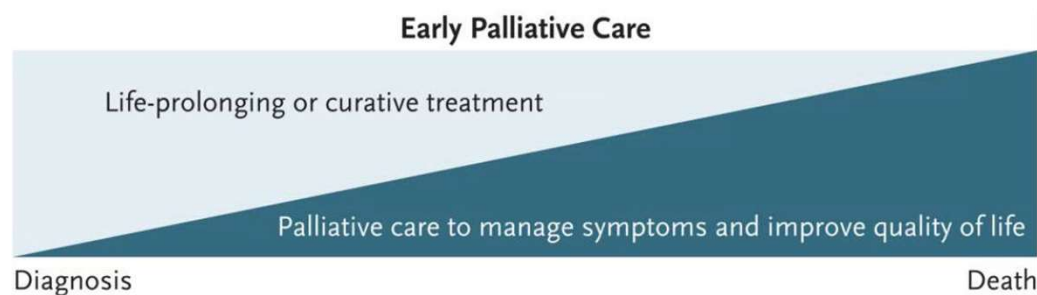 Early Palliative Care
Life-prolonging or curative treatment
Palliative care to manage symptoms and improve quality of life
Diagnosis
Death